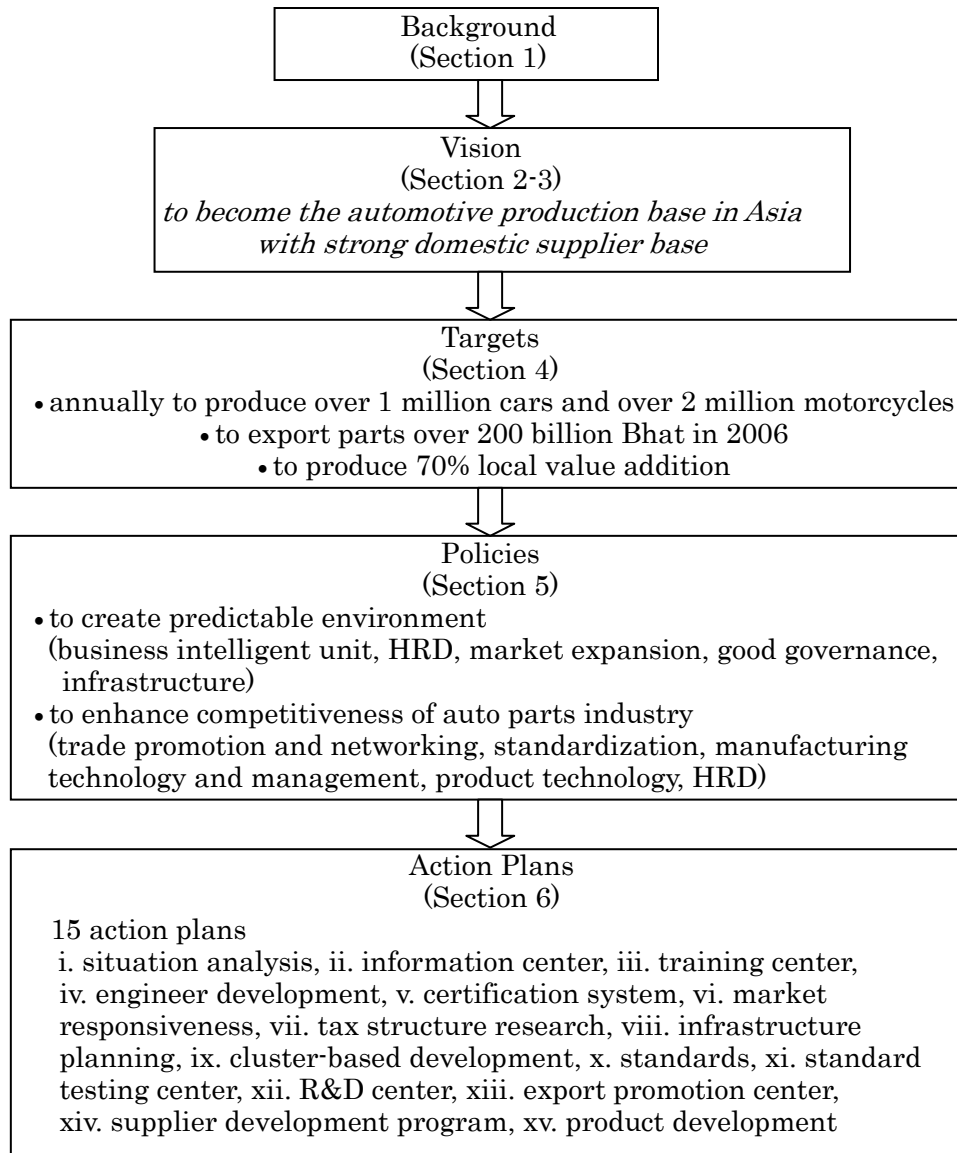 Background
(Section 1)
Vision
(Section 2-3)
to become the automotive production base in Asia
with strong domestic supplier base
Targets
(Section 4)
• annually to produce over 1 million cars and over 2 million motorcycles
• to export parts over 200 billion Bhat in 2006
• to produce 70% local value addition
Policies
(Section 5)
• to create predictable environment
(business intelligent unit, HRD, market expansion, good governance,
infrastructure)
• to enhance competitiveness of auto parts industry
(trade promotion and networking, standardization, manufacturing
technology and management, product technology, HRD)
Action Plans
(Section 6)
15 action plans
i. situation analysis, ii. information center, iii. training center,
iv. engineer development, v. certification system, vi. market
responsiveness, vii. tax structure research, viii. infrastructure
planning, ix. cluster-based development, x. standards, xi. standard
testing center, xii. R&D center, xiii. export promotion center,
xiv. supplier development program, xv. product development